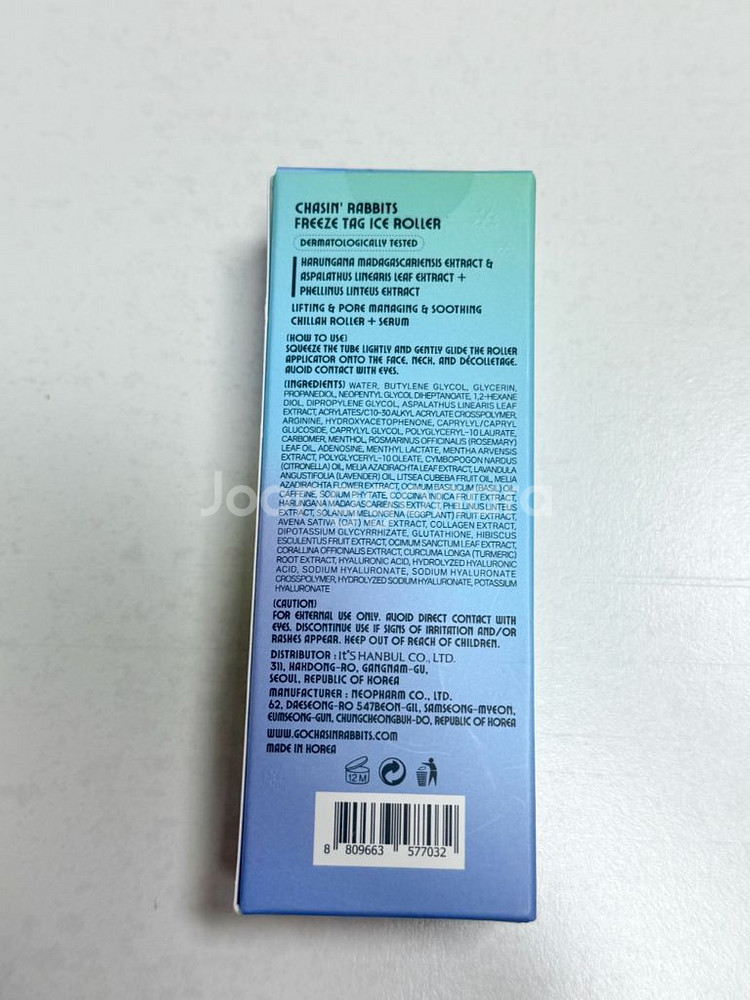 CHASIN' RABBITS
FREEZE TAG ICE ROLLER
DERMATOLOGICALLY TESTED
HARUNGANA MADAGASCARIENSIS EXTRACT &
ASPALATHUS LINEARIS LEAF EXTRACT +
PHELLINUS LINTEUS EXTRACT
LIFTING & PORE MANAGING & SOOTHING
CHILLAX ROLLER + SERUM
(HOW TO USE)
SQUEEZE THE TUBE LIGHTLY AND GENTLY GLIDE THE ROLLER
APPLICATOR ONTO THE FACE, NECK, AND DÉCOLLETAGE.
AVOID CONTACT WITH EYES.
(INGREDIENTS) WATER, BUTYLENE GLYCOL, GLYCERIN,
PROPANEDIOL, NEOPENTYL GLYCOL DIHEPTANOATE, 1,2-HEXANE
DIOL, DIPROPYLENE GLYCOL, ASPALATHUS LINEARIS LEAF
EXTRACT, ACRYLATES/C10-30 ALKYL ACRYLATE CROSSPOLYMER,
ARGININE, HYDROXYACETOPHENONE, CAPRYLYL/CAPRYL
GLUCOSIDE, CAPRYLYL GLYCOL, POLYGLYCERYL-10 LAURATE,
CARBOMER, MENTHOL, ROSMARINUS OFFICINALIS (ROSEMARY)
LEAF OIL, ADENOSINE, MENTHYL LACTATE, MENTHA ARVENSIS
EXTRACT, POLYGLYCERYL-10 OLEATE, CYMBOPOGON NARDUS
(CITRONELLA) OIL, MELIA AZADIRACHTA LEAF EXTRACT, LAVANDULA
ANGUSTIFOLIA (LAVENDER) OIL, LITSEA CUBEBA FRUIT OIL, MELIA
AZADIRACHTA FLOWER EXTRACT, OCIMUM BASILICUM (BASIL) OIL,
CAFFEINE, SODIUM PHYTATE, COCCINIA INDICA FRUIT EXTRACT,
HARUNGANA MADAGASCARIENSIS EXTRACT, PHELLINUS LINTEUS
EXTRACT, SOLANUM MELONGENA (EGGPLANT) FRUIT EXTRACT,
AVENA SATIVA (OAT) MEAL EXTRACT, COLLAGEN EXTRACT,
DIPOTASSIUM GLYCYRRHIZATE, GLUTATHIONE, HIBISCUS
ESCULENTUS FRUIT EXTRACT, OCIMUM SANCTUM LEAF EXTRACT,
CORALLINA OFFICINALIS EXTRACT, CURCUMA LONGA (TURMERIC)
ROOT EXTRACT, HYALURONIC ACID, HYDROLYZED HYALURONIC
ACID, SODIUM HYALURONATE, SODIUM HYALURONATE
CROSSPOLYMER, HYDROLYZED SODIUM HYALURONATE, POTASSIUM
HYALURONATE
(CAUTION)
FOR EXTERNAL USE ONLY. AVOID DIRECT CONTACT WITH
EYES. DISCONTINUE USE IF SIGNS OF IRRITATION AND/OR
RASHES APPEAR. KEEP OUT OF REACH OF CHILDREN.
DISTRIBUTOR : It'S HANBUL CO., LTD.
311, HAKDONG-RO, GANGNAM-GU,
SEOUL, REPUBLIC OF KOREA
MANUFACTURER : NEOPHARM CO., LTD.
62, DAESEONG-RO 547BEON-GIL, SAMSEONG-MYEON,
EUMSEONG-GUN, CHUNGCHEONGBUK-DO, REPUBLIC OF KOREA
WWW.GOCHASINRABBITS.COM
MADE IN KOREA
12M
8 809663 577032